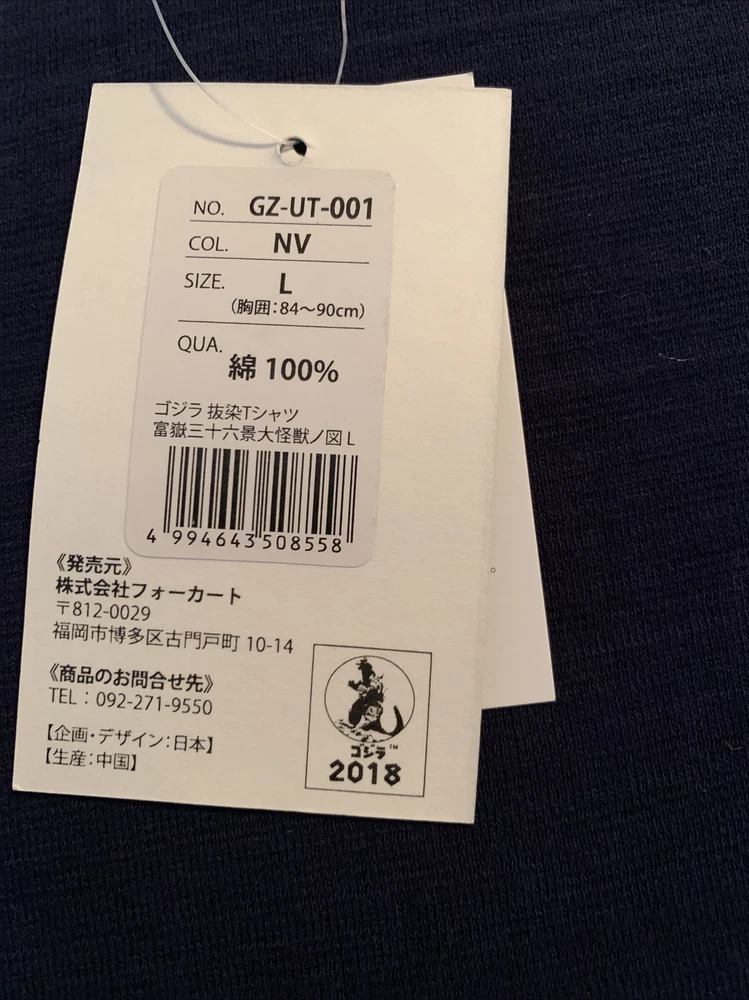 NO. GZ-UT-001
COL. NV
SIZE. L
(胸囲:84～90cm)
QUA. 綿 100%
ゴジラ 抜染Tシャツ
富嶽三十六景大怪獣ノ図 L
4 994643 508558
《発売元》
株式会社フォーカート
〒812-0029
福岡市博多区古門戸町 10-14
《商品のお問合せ先》
TEL：092-271-9550
【企画・デザイン：日本】
【生産：中国】
ゴジラ™
2018